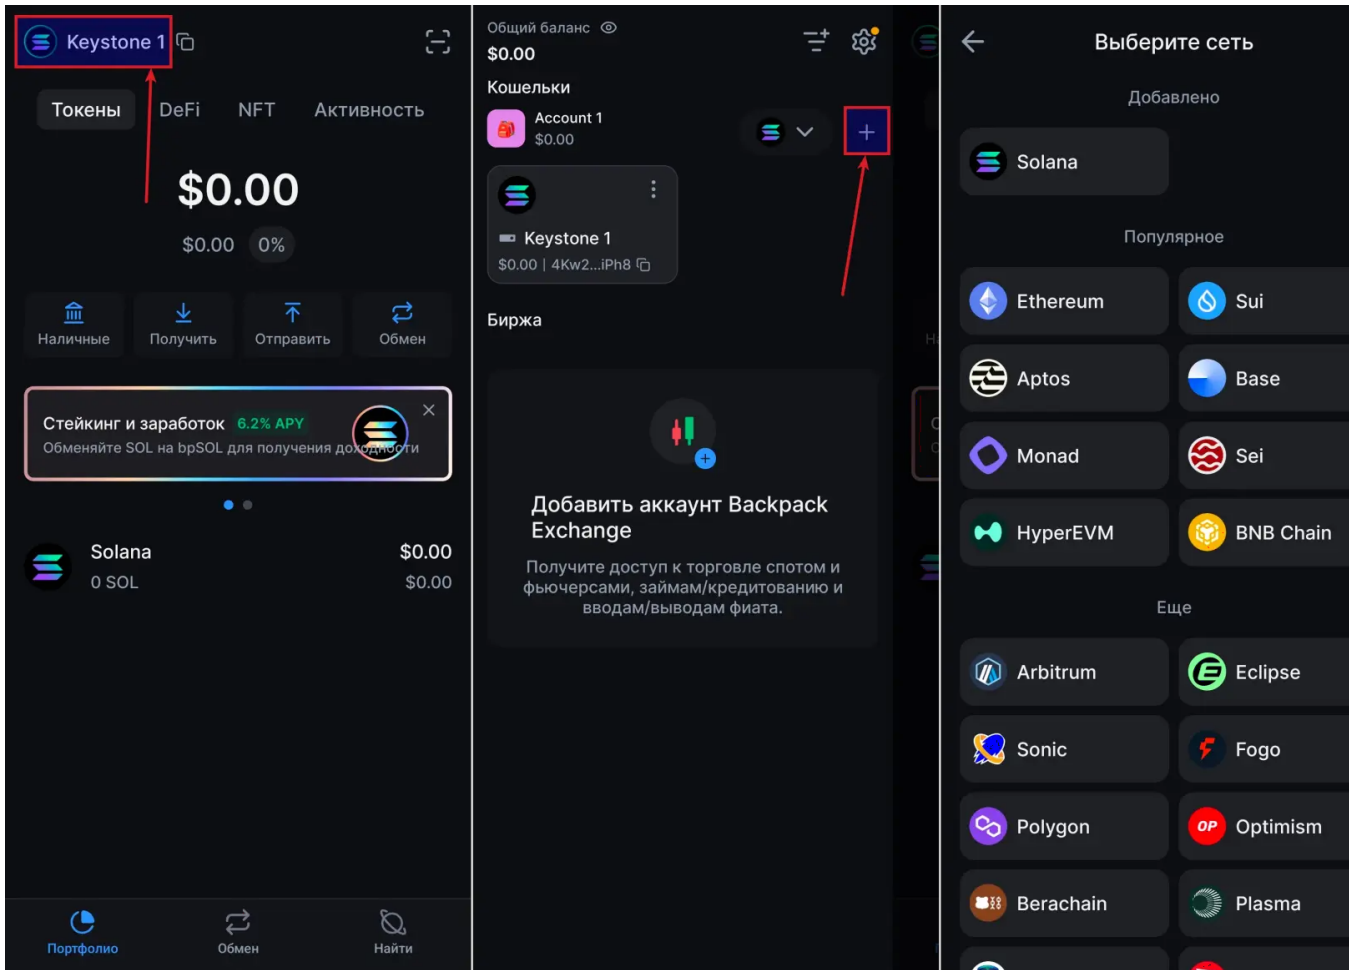 Keystone 1
Токены
DeFi
NFT
Активность
$0.00
$0.00
0%
Наличные
Получить
Отправить
Обмен
Стейкинг и заработок 6.2% APY
Обменяйте SOL на bpSOL для получения доходности
Solana
$0.00
0 SOL
$0.00
Портфолио
Обмен
Найти
Общий баланс
$0.00
Кошельки
Account 1
$0.00
Keystone 1
$0.00 | 4Kw2...iPh8
Биржа
Добавить аккаунт Backpack
Exchange
Получите доступ к торговле спотом и
фьючерсами, займам/кредитованию и
вводам/выводам фиата.
Выберите сеть
Добавлено
Solana
Популярное
Ethereum
Sui
Aptos
Base
Monad
Sei
HyperEVM
BNB Chain
Еще
Arbitrum
Eclipse
Sonic
Fogo
Polygon
OP
Optimism
Berachain
Plasma